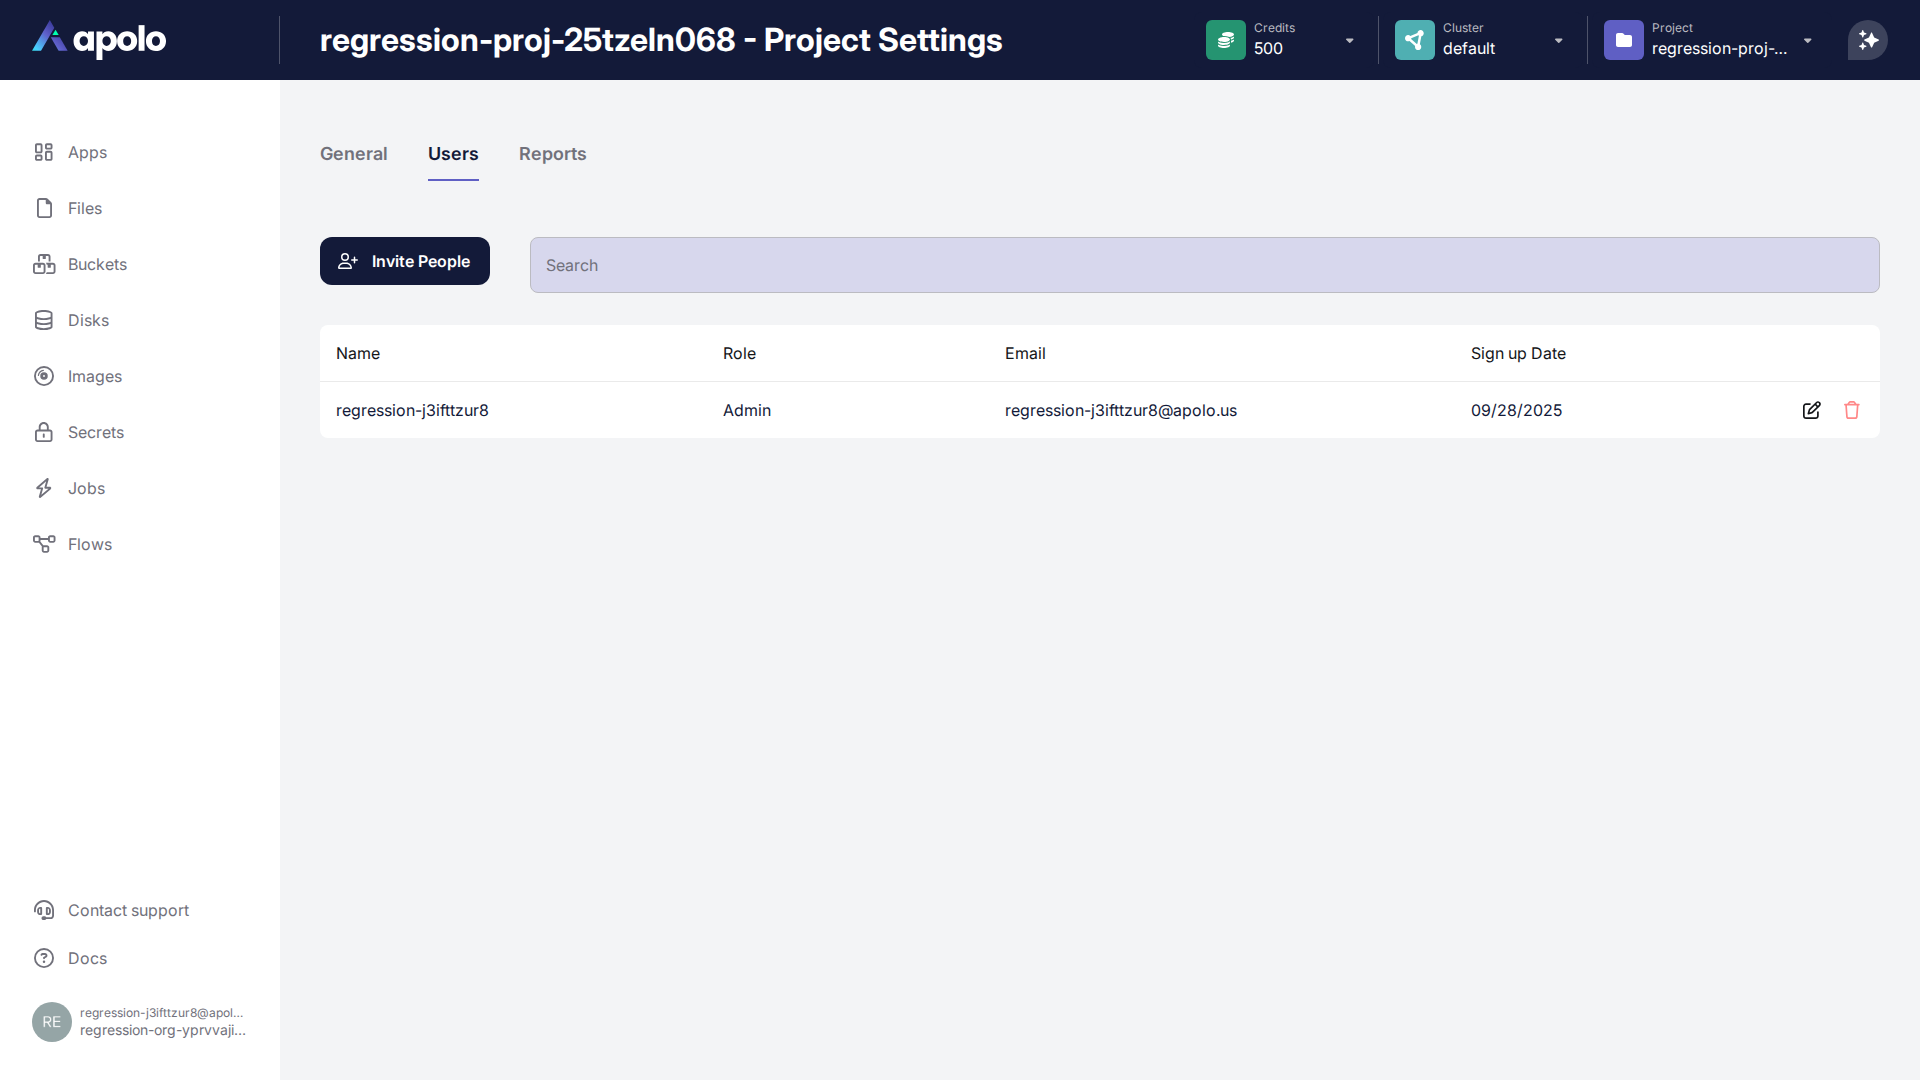 apolo
regression-proj-25tzeln068 - Project Settings
Credits
500
Cluster
default
Project
regression-proj-...
Apps
Files
Buckets
Disks
Images
Secrets
Jobs
Flows
General
Users
Reports
Invite People
Search
Name Role Email Sign up Date
regression-j3ifttzur8 Admin regression-j3ifttzur8@apolo.us 09/28/2025
Contact support
Docs
RE
regression-j3ifttzur8@apol...
regression-org-yprvvaji...